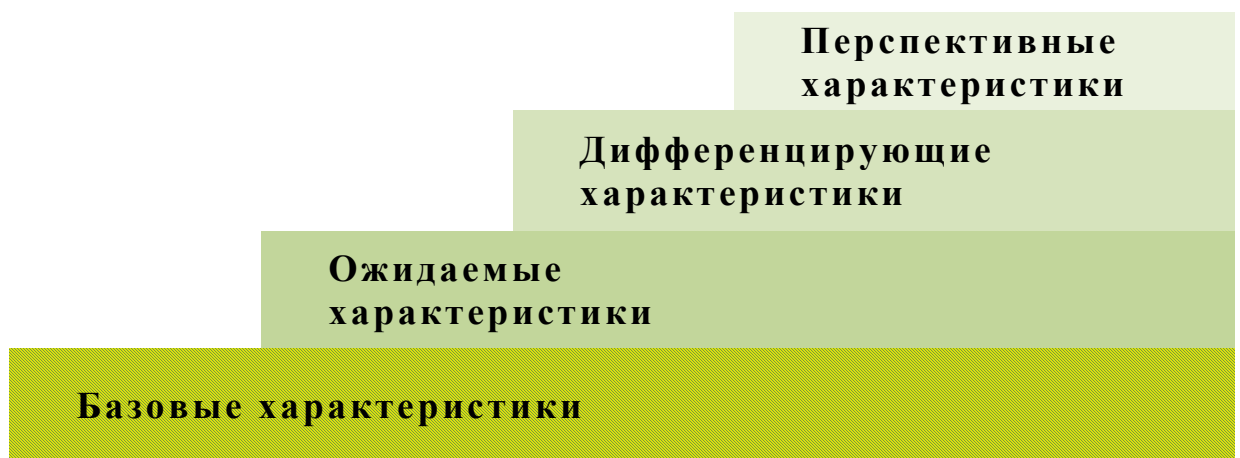 Перспективные
характеристики
Дифференцирующие
характеристики
Ожидаемые
характеристики
Базовые характеристики